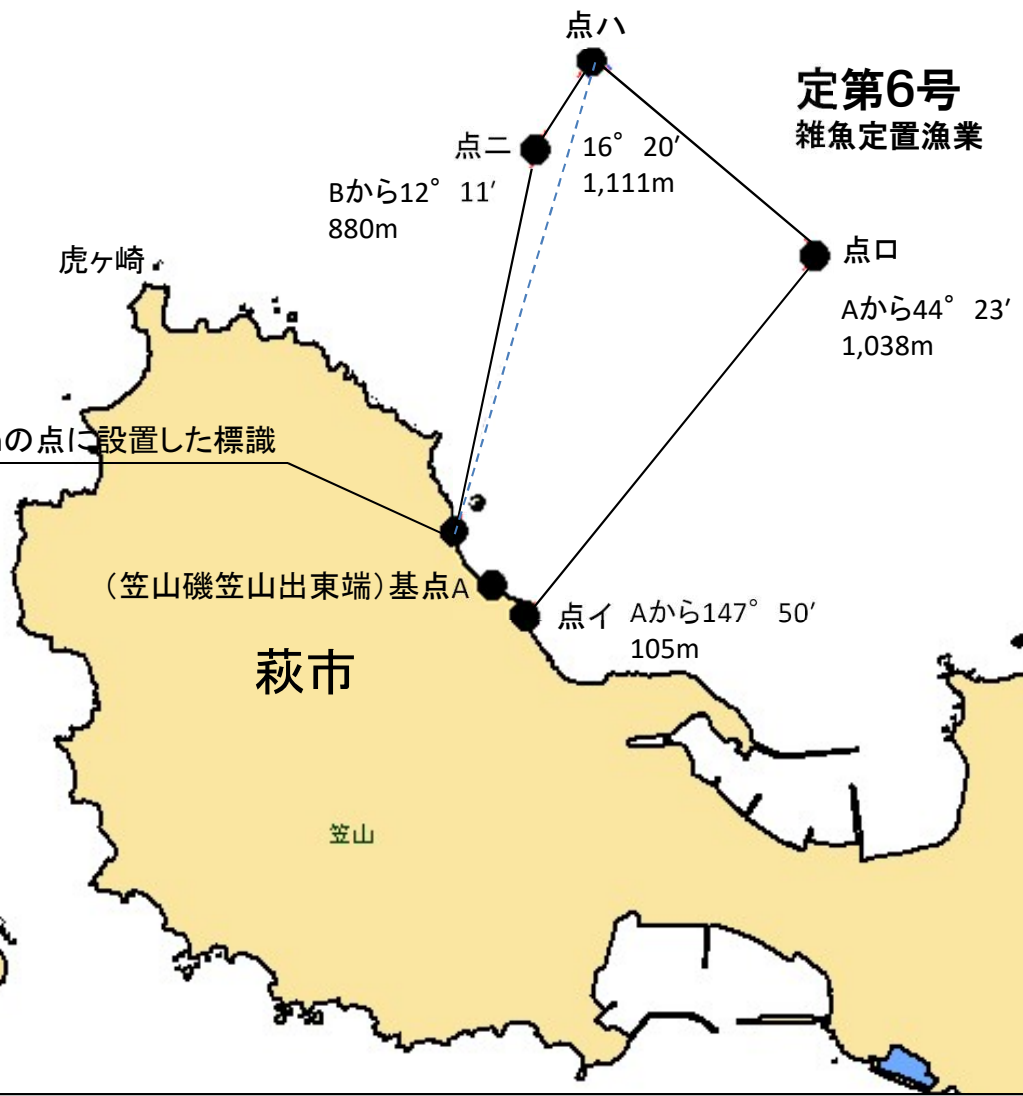 点ハ
定第6号
雑魚定置漁業
点ニ
16° 20′
1,111m
Bから12° 11′
880m
点ロ
虎ヶ崎
Aから44° 23′
1,038m
の点に設置した標識
(笠山磯笠山出東端)基点A
点イ Aから147° 50′
105m
萩市
笠山